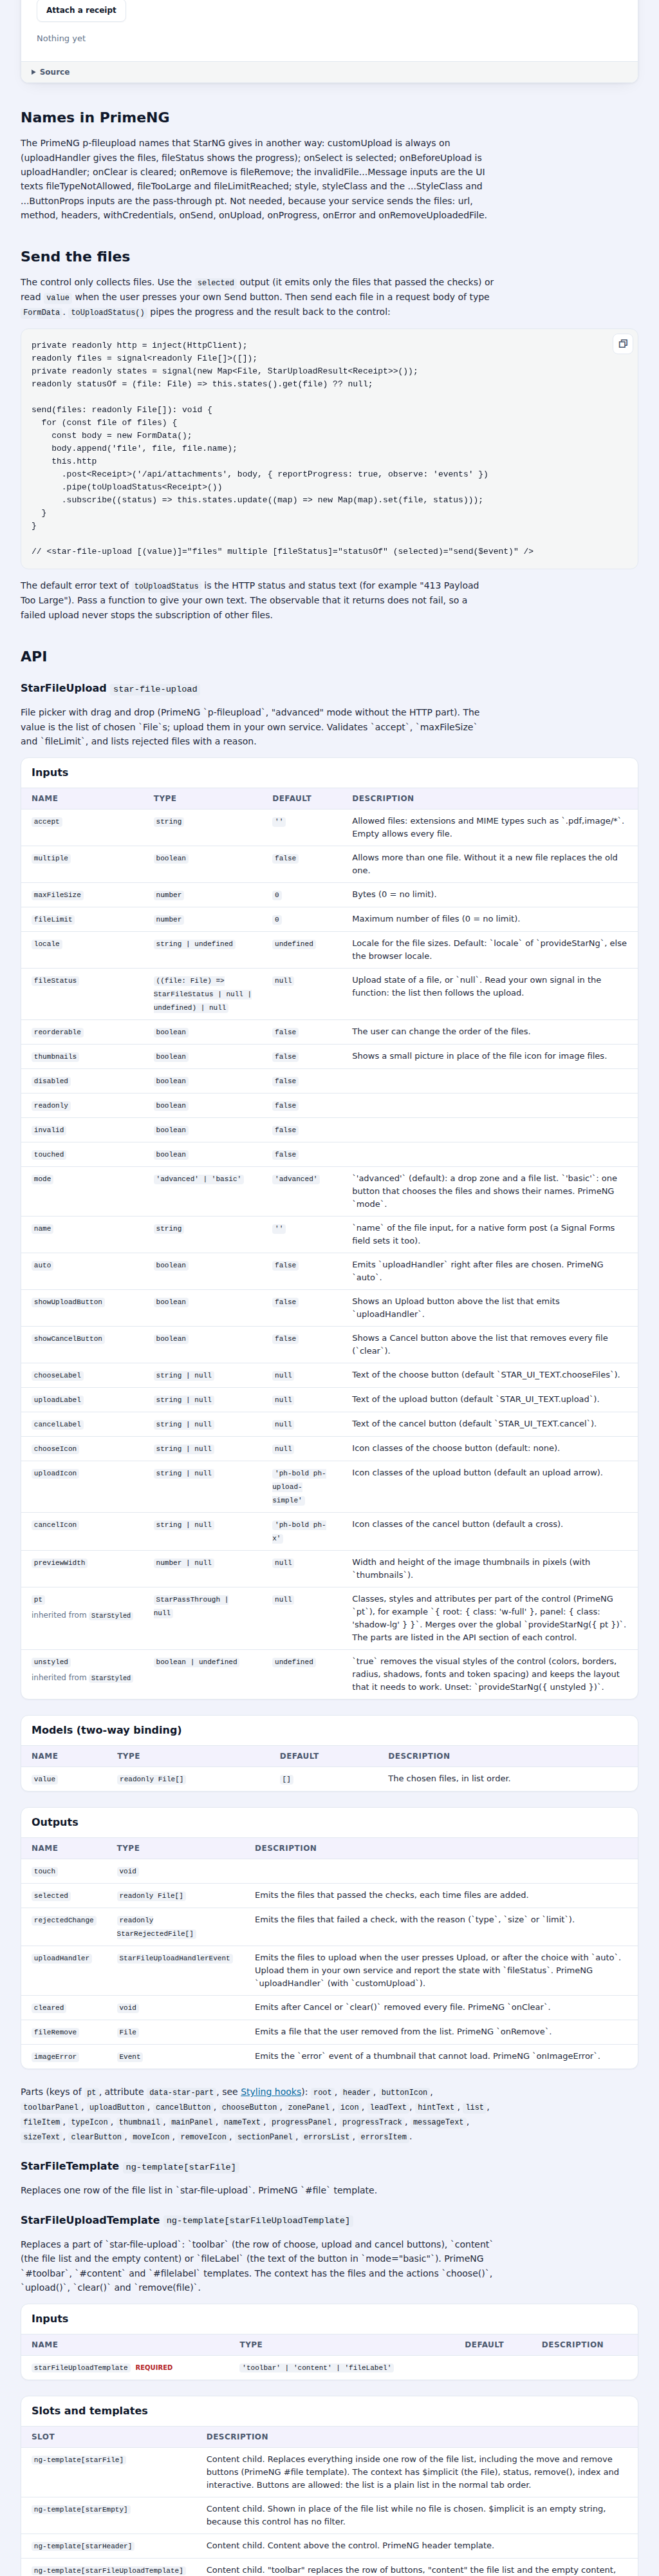 Attach a receipt
Nothing yet
Source
Names in PrimeNG
The PrimeNG p-fileupload names that StarNG gives in another way: customUpload is always on
(uploadHandler gives the files, fileStatus shows the progress); onSelect is selected; onBeforeUpload is
uploadHandler; onClear is cleared; onRemove is fileRemove; the invalidFile...Message inputs are the UI
texts fileTypeNotAllowed, fileTooLarge and fileLimitReached; style, styleClass and the ...StyleClass and
...ButtonProps inputs are the pass-through pt. Not needed, because your service sends the files: url,
method, headers, withCredentials, onSend, onUpload, onProgress, onError and onRemoveUploadedFile.
Send the files
The control only collects files. Use the selected output (it emits only the files that passed the checks) or
read value when the user presses your own Send button. Then send each file in a request body of type
FormData. toUploadStatus() pipes the progress and the result back to the control:
private readonly http = inject(HttpClient);
readonly files = signal<readonly File[]>([]);
private readonly states = signal(new Map<File, StarUploadResult<Receipt>>());
readonly statusOf = (file: File) => this.states().get(file) ?? null;
send(files: readonly File[]): void {
for (const file of files) {
const body = new FormData();
body.append('file', file, file.name);
this.http
.post<Receipt>('/api/attachments', body, { reportProgress: true, observe: 'events' })
.pipe(toUploadStatus<Receipt>())
.subscribe((status) => this.states.update((map) => new Map(map).set(file, status)));
}
}
// <star-file-upload [(value)]="files" multiple [fileStatus]="statusOf" (selected)="send($event)" />
The default error text of toUploadStatus is the HTTP status and status text (for example "413 Payload
Too Large"). Pass a function to give your own text. The observable that it returns does not fail, so a
failed upload never stops the subscription of other files.
API
StarFileUpload star-file-upload
File picker with drag and drop (PrimeNG `p-fileupload`, "advanced" mode without the HTTP part). The
value is the list of chosen `File`s; upload them in your own service. Validates `accept`, `maxFileSize`
and `fileLimit`, and lists rejected files with a reason.
Inputs
NAME TYPE DEFAULT DESCRIPTION
accept string '' Allowed files: extensions and MIME types such as `.pdf,image/*`.
Empty allows every file.
multiple boolean false Allows more than one file. Without it a new file replaces the old
one.
maxFileSize number 0 Bytes (0 = no limit).
fileLimit number 0 Maximum number of files (0 = no limit).
locale string | undefined undefined Locale for the file sizes. Default: `locale` of `provideStarNg`, else
the browser locale.
fileStatus ((file: File) => null Upload state of a file, or `null`. Read your own signal in the
StarFileStatus | null | function: the list then follows the upload.
undefined) | null
reorderable boolean false The user can change the order of the files.
thumbnails boolean false Shows a small picture in place of the file icon for image files.
disabled boolean false
readonly boolean false
invalid boolean false
touched boolean false
mode 'advanced' | 'basic' 'advanced' `'advanced'` (default): a drop zone and a file list. `'basic'`: one
button that chooses the files and shows their names. PrimeNG
`mode`.
name string '' `name` of the file input, for a native form post (a Signal Forms
field sets it too).
auto boolean false Emits `uploadHandler` right after files are chosen. PrimeNG
`auto`.
showUploadButton boolean false Shows an Upload button above the list that emits
`uploadHandler`.
showCancelButton boolean false Shows a Cancel button above the list that removes every file
(`clear`).
chooseLabel string | null null Text of the choose button (default `STAR_UI_TEXT.chooseFiles`).
uploadLabel string | null null Text of the upload button (default `STAR_UI_TEXT.upload`).
cancelLabel string | null null Text of the cancel button (default `STAR_UI_TEXT.cancel`).
chooseIcon string | null null Icon classes of the choose button (default: none).
uploadIcon string | null 'ph-bold ph- Icon classes of the upload button (default an upload arrow).
upload-
simple'
cancelIcon string | null 'ph-bold ph- Icon classes of the cancel button (default a cross).
x'
previewWidth number | null null Width and height of the image thumbnails in pixels (with
`thumbnails`).
pt StarPassThrough | null Classes, styles and attributes per part of the control (PrimeNG
inherited from StarStyled null `pt`), for example `{ root: { class: 'w-full' }, panel: { class:
'shadow-lg' } }`. Merges over the global `provideStarNg({ pt })`.
The parts are listed in the API section of each control.
unstyled boolean | undefined undefined `true` removes the visual styles of the control (colors, borders,
inherited from StarStyled radius, shadows, fonts and token spacing) and keeps the layout
that it needs to work. Unset: `provideStarNg({ unstyled })`.
Models (two-way binding)
NAME TYPE DEFAULT DESCRIPTION
value readonly File[] [] The chosen files, in list order.
Outputs
NAME TYPE DESCRIPTION
touch void
selected readonly File[] Emits the files that passed the checks, each time files are added.
rejectedChange readonly Emits the files that failed a check, with the reason (`type`, `size` or `limit`).
StarRejectedFile[]
uploadHandler StarFileUploadHandlerEvent Emits the files to upload when the user presses Upload, or after the choice with `auto`.
Upload them in your own service and report the state with `fileStatus`. PrimeNG
`uploadHandler` (with `customUpload`).
cleared void Emits after Cancel or `clear()` removed every file. PrimeNG `onClear`.
fileRemove File Emits a file that the user removed from the list. PrimeNG `onRemove`.
imageError Event Emits the `error` event of a thumbnail that cannot load. PrimeNG `onImageError`.
Parts (keys of pt, attribute data-star-part, see Styling hooks): root, header, buttonIcon,
toolbarPanel, uploadButton, cancelButton, chooseButton, zonePanel, icon, leadText, hintText, list,
fileItem, typeIcon, thumbnail, mainPanel, nameText, progressPanel, progressTrack, messageText,
sizeText, clearButton, moveIcon, removeIcon, sectionPanel, errorsList, errorsItem.
StarFileTemplate ng-template[starFile]
Replaces one row of the file list in `star-file-upload`. PrimeNG `#file` template.
StarFileUploadTemplate ng-template[starFileUploadTemplate]
Replaces a part of `star-file-upload`: `toolbar` (the row of choose, upload and cancel buttons), `content`
(the file list and the empty content) or `fileLabel` (the text of the button in `mode="basic"`). PrimeNG
`#toolbar`, `#content` and `#filelabel` templates. The context has the files and the actions `choose()`,
`upload()`, `clear()` and `remove(file)`.
Inputs
NAME TYPE DEFAULT DESCRIPTION
starFileUploadTemplate REQUIRED 'toolbar' | 'content' | 'fileLabel'
Slots and templates
SLOT DESCRIPTION
ng-template[starFile] Content child. Replaces everything inside one row of the file list, including the move and remove
buttons (PrimeNG #file template). The context has $implicit (the File), status, remove(), index and
interactive. Buttons are allowed: the list is a plain list in the normal tab order.
ng-template[starEmpty] Content child. Shown in place of the file list while no file is chosen. $implicit is an empty string,
because this control has no filter.
ng-template[starHeader] Content child. Content above the control. PrimeNG header template.
ng-template[starFileUploadTemplate] Content child. "toolbar" replaces the row of buttons, "content" the file list and the empty content,